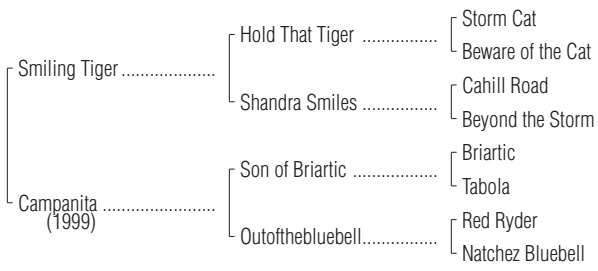 Storm Cat
Hold That Tiger ................
Beware of the Cat
Smiling Tiger ....................
Cahill Road
Shandra Smiles ................
Beyond the Storm
Briartic
Son of Briartic ..................
Tabola
Campanita ........................
(1999)
Red Ryder
Outofthebluebell................
Natchez Bluebell